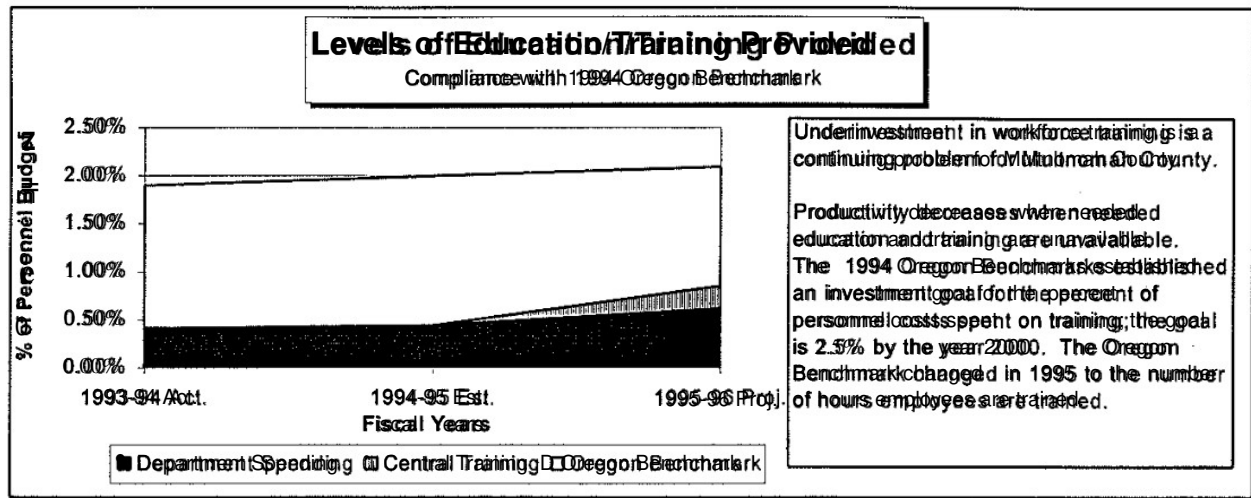 Levels of Education/Training Provided
Compliance with 1994 Oregon Benchmark
% of Personnel Budget
2.50%
2.00%
1.50%
1.00%
0.50%
0.00%
1993-94 Act.
1994-95 Est.
1995-96 Proj.
Fiscal Years
Department Spending
Central Training
Oregon Benchmark
Underinvestment in workforce training is a
continuing problem for Multnomah County.
Productivity decreases when needed
education and training are unavailable.
The 1994 Oregon Benchmarks established
an investment goal for the percent of
personnel costs spent on training; the goal
is 2.5% by the year 2000. The Oregon
Benchmark changed in 1995 to the number
of hours employees are trained.